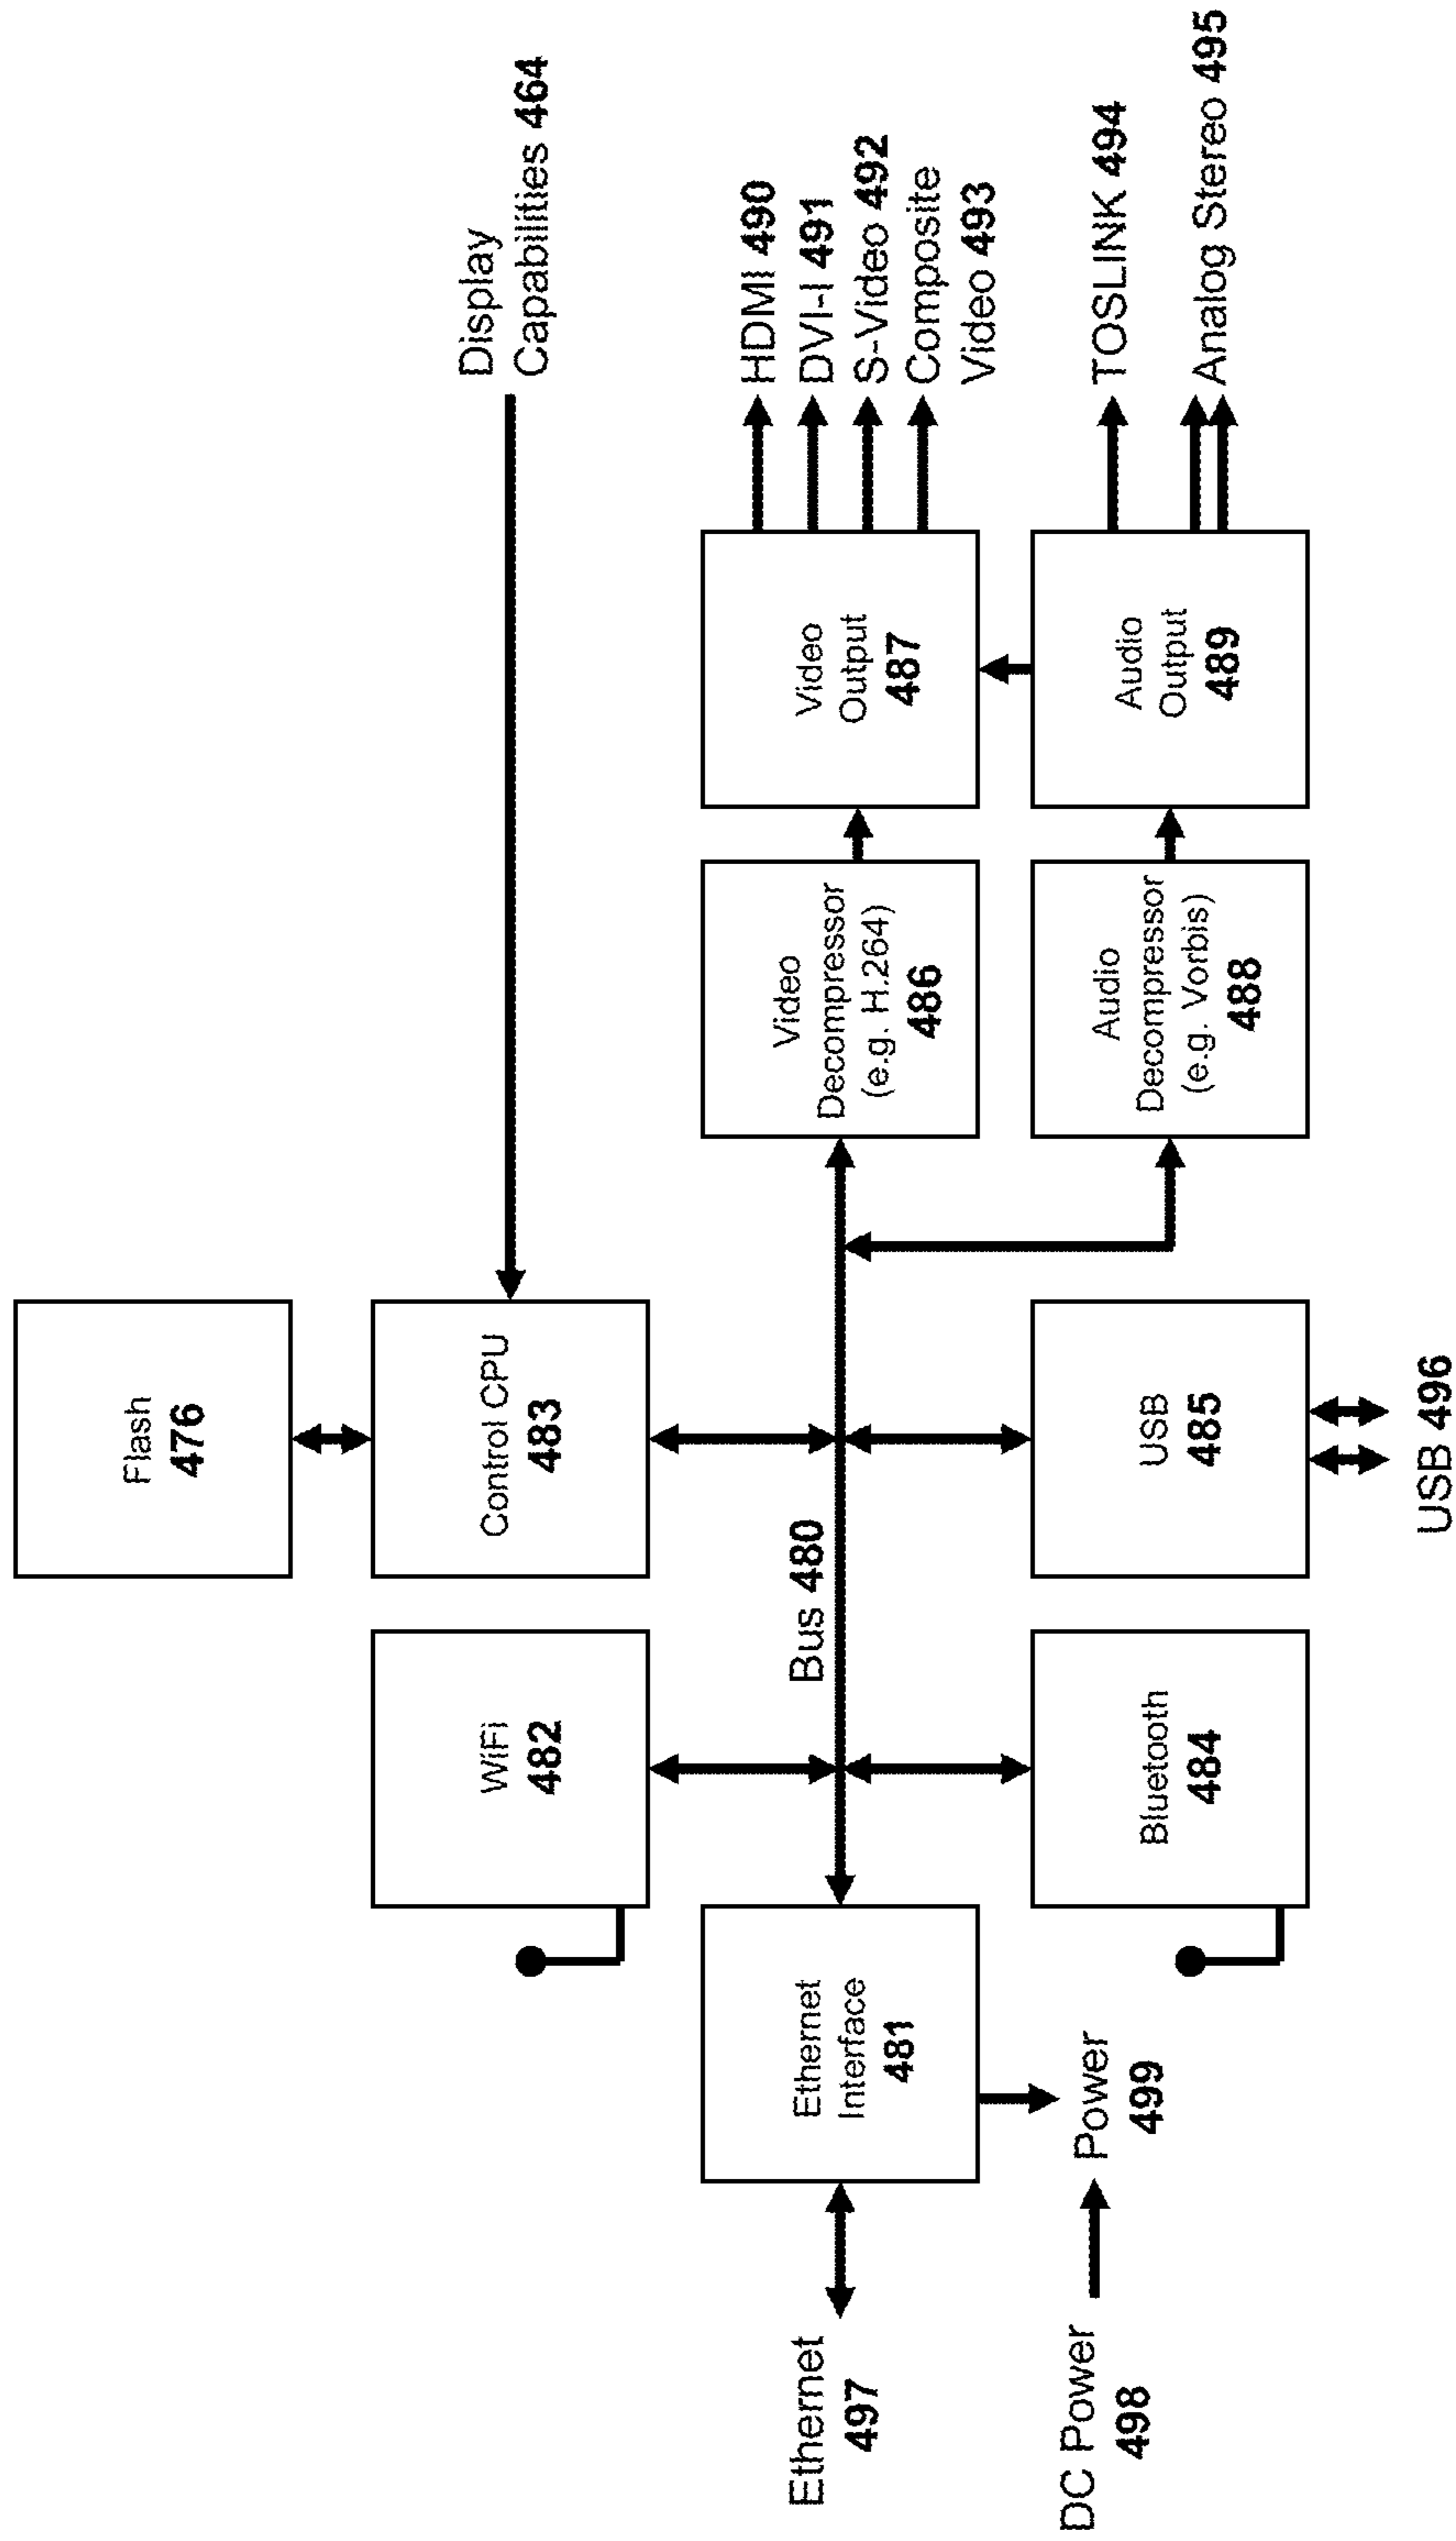 Flash
476
Display
Capabilities 464
WiFi
482
Control CPU
483
HDMI 490
DVI-I 491
S-Video 492
Composite
Video 493
Ethernet
497
Ethernet
Interface
481
Bus 480
Video
Decompressor
(e.g. H.264)
486
Video
Output
487
DC Power
498
Power
499
Bluetooth
484
USB
485
Audio
Decompressor
(e.g. Vorbis)
488
Audio
Output
489
TOSLINK 494
Analog Stereo 495
USB 496